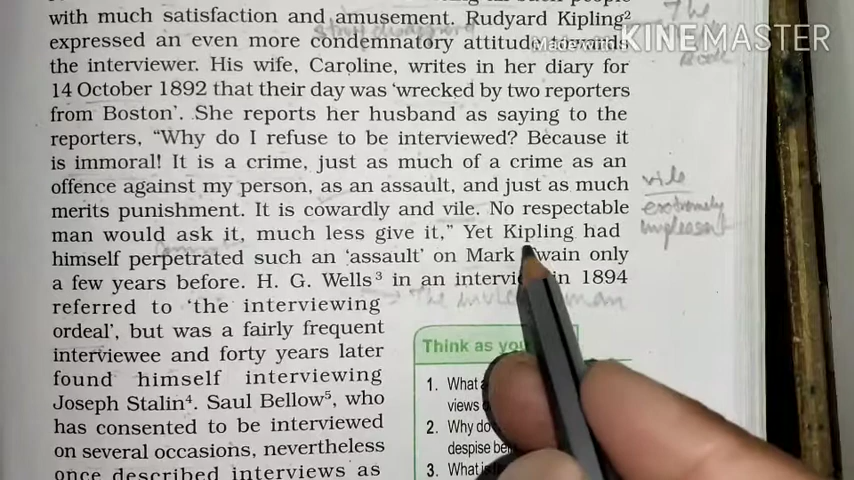 with much satisfaction and amusement. Rudyard Kipling²
expressed an even more condemnatory attitude towards
the interviewer. His wife, Caroline, writes in her diary for
14 October 1892 that their day was 'wrecked by two reporters
from Boston'. She reports her husband as saying to the
reporters, "Why do I refuse to be interviewed? Because it
is immoral! It is a crime, just as much of a crime as an
offence against my person, as an assault, and just as much
merits punishment. It is cowardly and vile. No respectable
man would ask it, much less give it," Yet Kipling had
himself perpetrated such an 'assault' on Mark Twain only
a few years before. H. G. Wells³ in an interview in 1894
referred to 'the interviewing
ordeal', but was a fairly frequent
interviewee and forty years later
found himself interviewing
Joseph Stalin⁴. Saul Bellow⁵, who
has consented to be interviewed
on several occasions, nevertheless
once described interviews as
Think as you
1. What
views
2. Why do
despise
3. What is
vile
extremely
unpleasant
The
Book
The invisible man
Made with KINEMASTER